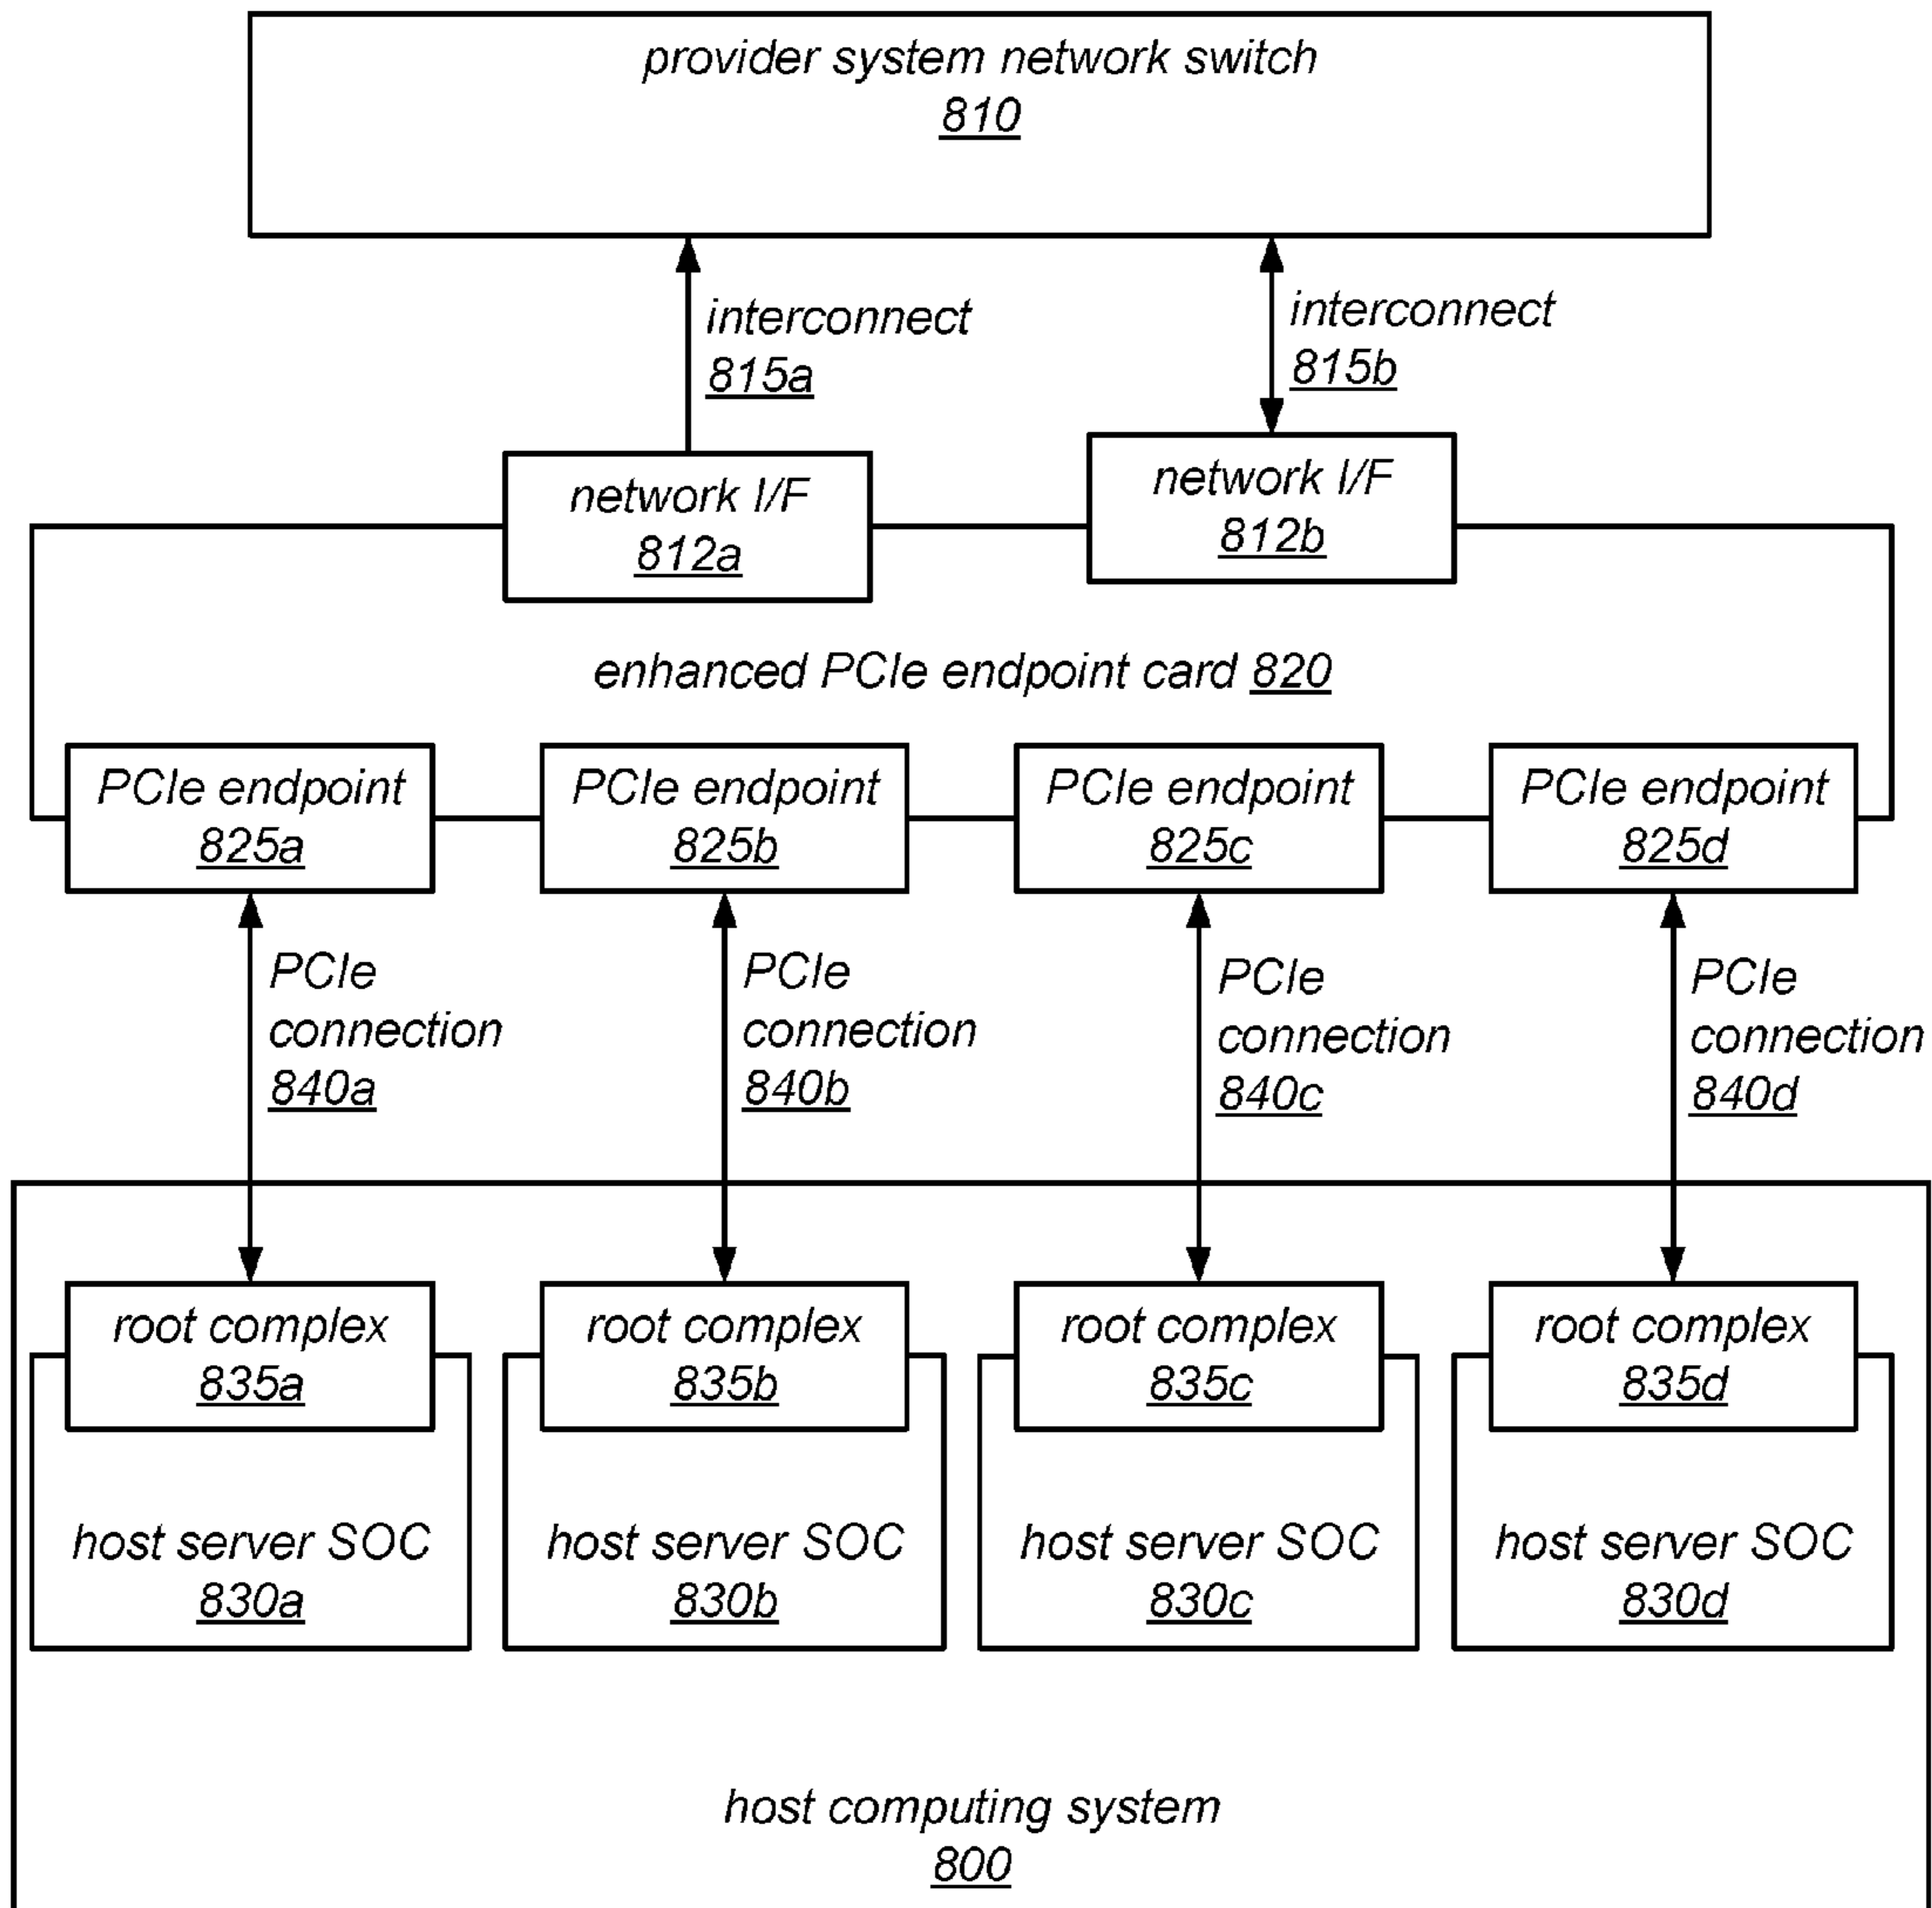 provider system network switch
810
interconnect
815a
interconnect
815b
network I/F
812a
network I/F
812b
enhanced PCIe endpoint card 820
PCIe endpoint
825a
PCIe endpoint
825b
PCIe endpoint
825c
PCIe endpoint
825d
PCIe
connection
840a
PCIe
connection
840b
PCIe
connection
840c
PCIe
connection
840d
root complex
835a
root complex
835b
root complex
835c
root complex
835d
host server SOC
830a
host server SOC
830b
host server SOC
830c
host server SOC
830d
host computing system
800